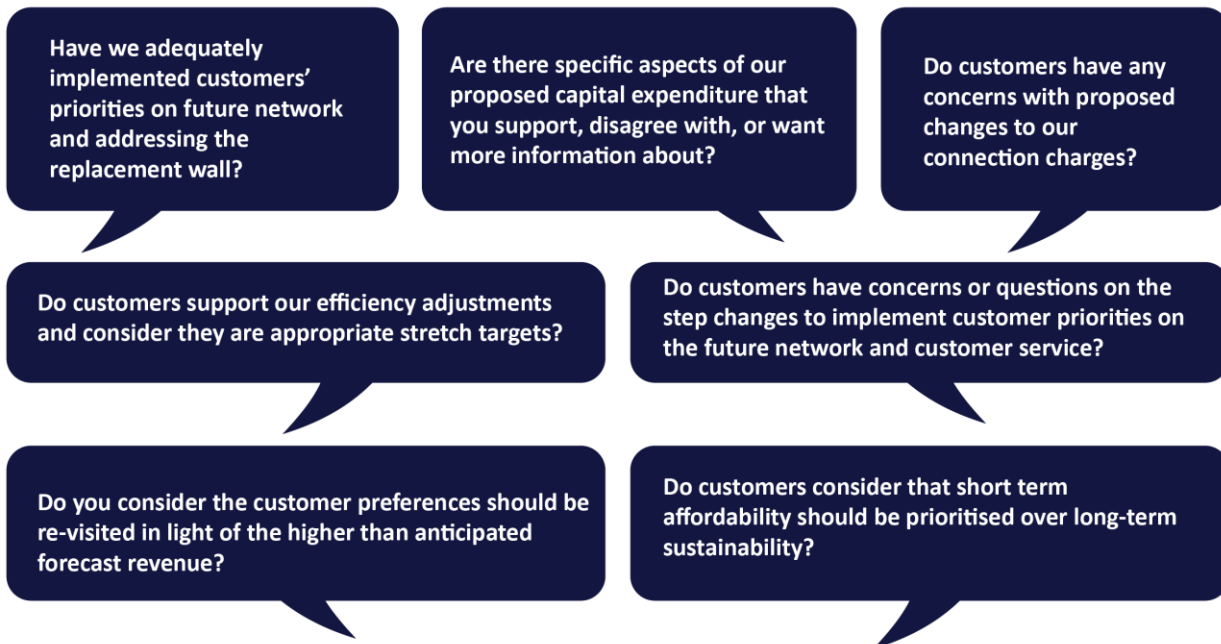 Have we adequately
implemented customers’
priorities on future network
and addressing the
replacement wall?
Are there specific aspects of our
proposed capital expenditure that
you support, disagree with, or want
more information about?
Do customers have any
concerns with proposed
changes to our
connection charges?
Do customers support our efficiency adjustments
and consider they are appropriate stretch targets?
Do customers have concerns or questions on the
step changes to implement customer priorities on
the future network and customer service?
Do you consider the customer preferences should be
re-visited in light of the higher than anticipated
forecast revenue?
Do customers consider that short term
affordability should be prioritised over long-term
sustainability?